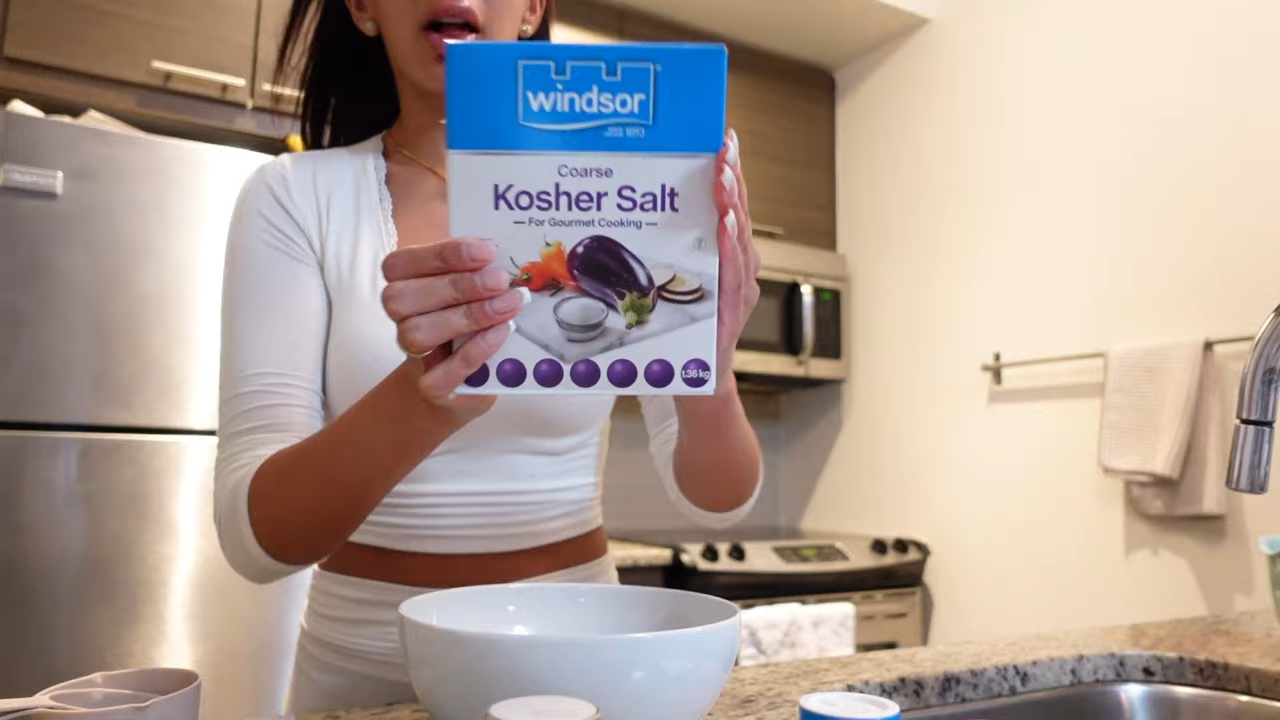 windsor
Coarse
Kosher Salt
For Gourmet Cooking
1.36 kg